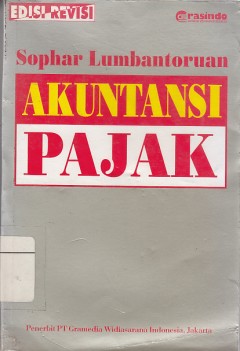 EDISI REVISI
grasindo
Sophar Lumbantoruan
AKUNTANSI
PAJAK
Penerbit PT Gramedia Widiasarana Indonesia, Jakarta